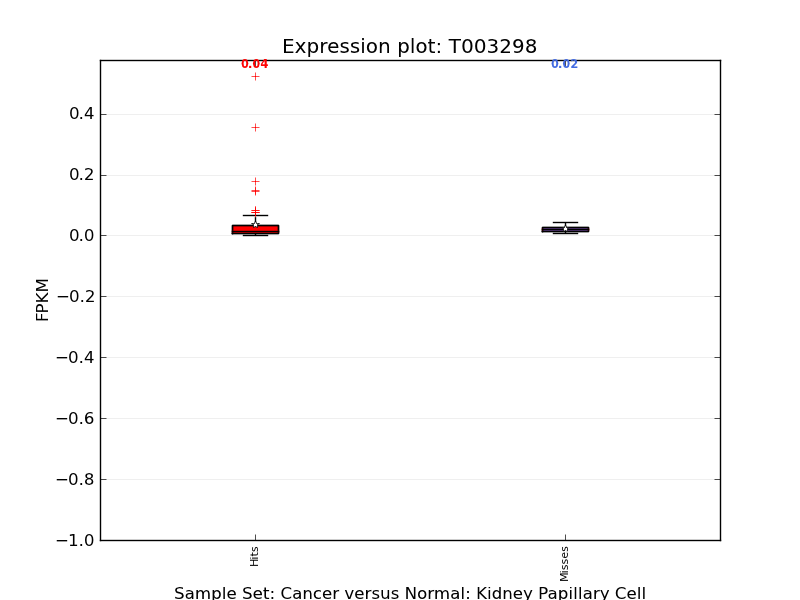 Expression plot: T003298
0.04
0.02
0.4
0.2
0.0
−0.2
−0.4
−0.6
−0.8
−1.0
FPKM
Hits
Misses
Sample Set: Cancer versus Normal: Kidney Papillary Cell